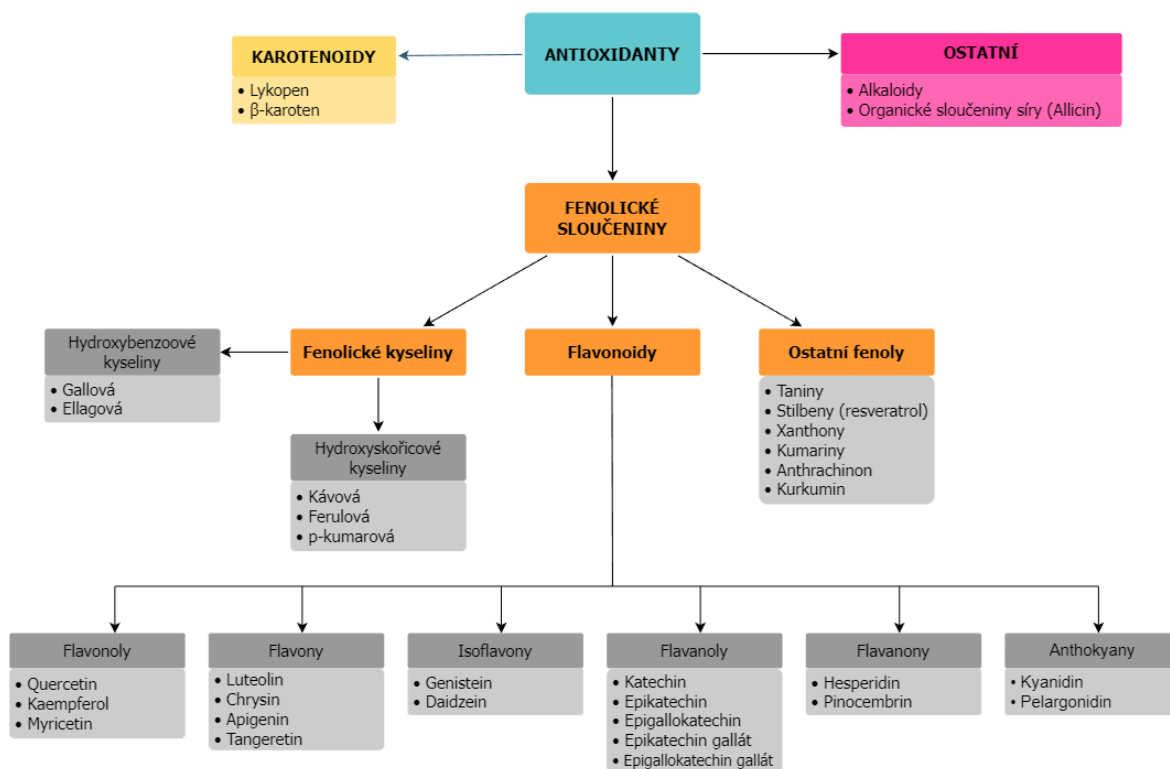 KAROTENOIDY
• Lykopen
• β-karoten
ANTIOXIDANTY
OSTATNÍ
• Alkaloidy
• Organické sloučeniny síry (Allicin)
FENOLICKÉ
SLOUČENINY
Hydroxybenzoové
kyseliny
• Gallová
• Ellagová
Fenolické kyseliny
Flavonoidy
Ostatní fenoly
• Taniny
• Stilbeny (resveratrol)
• Xanthony
• Kumariny
• Anthrachinon
• Kurkumin
Hydroxyskořicové
kyseliny
• Kávová
• Ferulová
• p-kumarová
Flavonoly
• Quercetin
• Kaempferol
• Myricetin
Flavony
• Luteolin
• Chrysin
• Apigenin
• Tangeretin
Isoflavony
• Genistein
• Daidzein
Flavanoly
• Katechin
• Epikatechin
• Epigallokatechin
• Epikatechin gallát
• Epigallokatechin gallát
Flavanony
• Hesperidin
• Pinocembrin
Anthokyany
• Kyanidin
• Pelargonidin